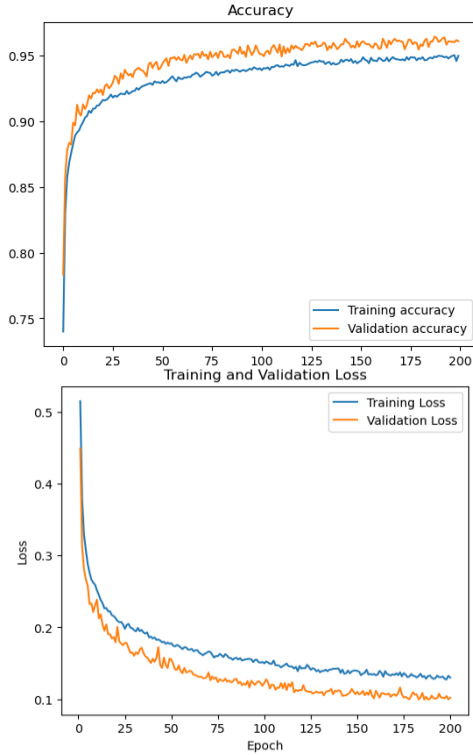 Accuracy
0.95
0.90
0.85
0.80
0.75
Training accuracy
Validation accuracy
0 25 50 75 100 125 150 175 200
Training and Validation Loss
0.5
0.4
0.3
0.2
0.1
Loss
Training Loss
Validation Loss
0 25 50 75 100 125 150 175 200
Epoch